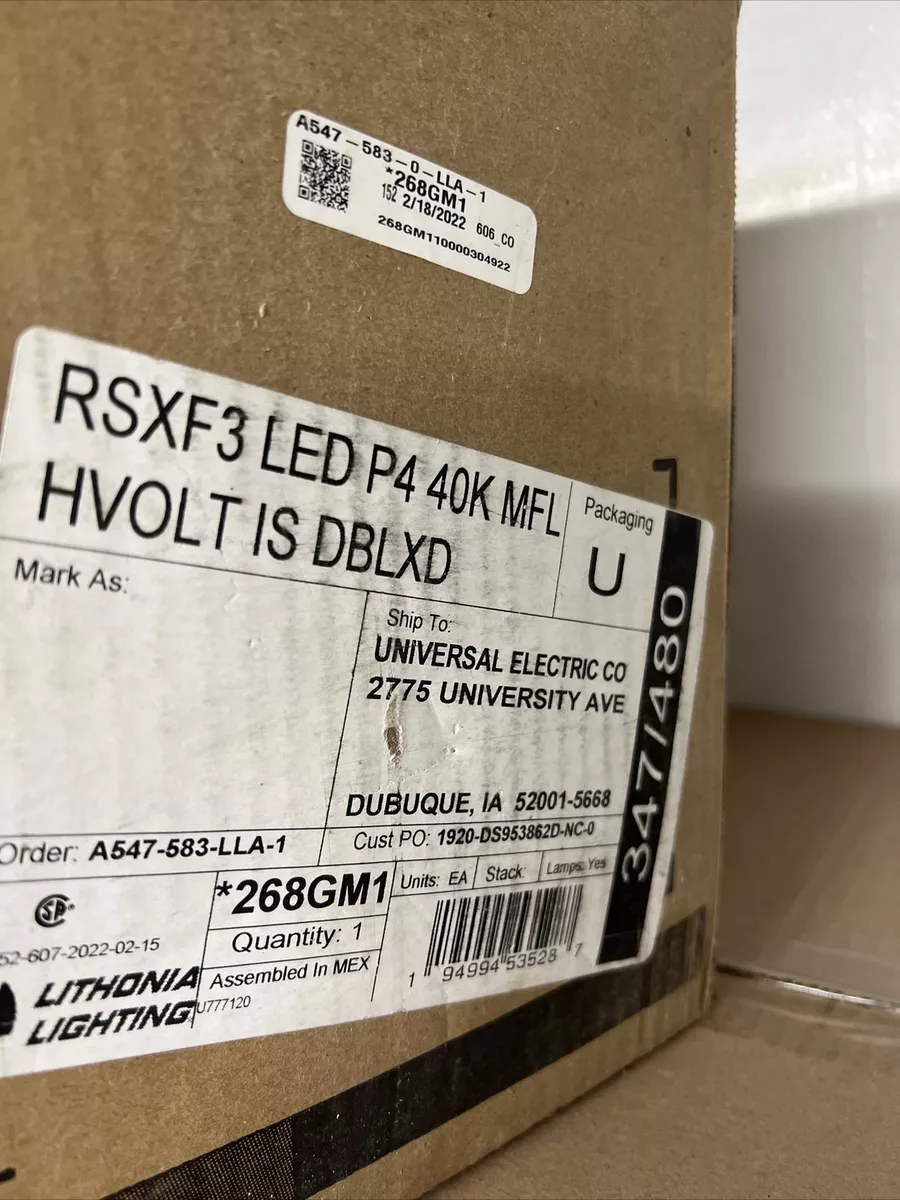 A547-583-0-LLA-1
*268GM1
152 2/18/2022 606_CO
268GM110000304922
RSXF3 LED P4 40K MFL
HVOLT IS DBLXD
Packaging
U
347/480
Mark As:
Ship To:
UNIVERSAL ELECTRIC CO
2775 UNIVERSITY AVE
DUBUQUE, IA 52001-5668
Order: A547-583-LLA-1
Cust PO: 1920-DS953862D-NC-0
*268GM1
Units: EA
Stack:
Lamps: Yes
Quantity: 1
52-607-2022-02-15
Assembled In MEX
1 94994 53528 7
LITHONIA
LIGHTING
U777120